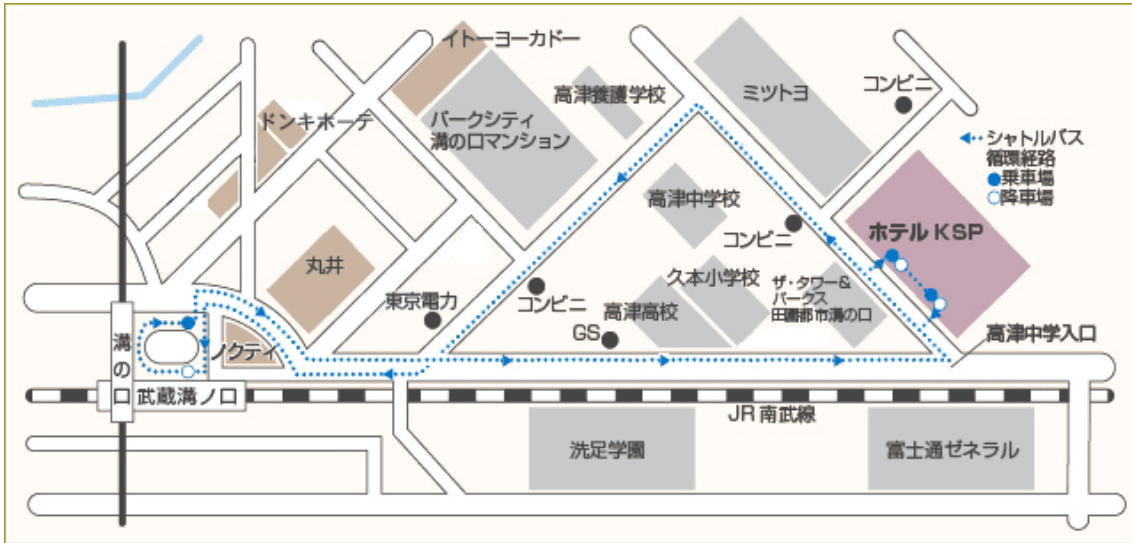 イトーヨーカドー
高津養護学校
ミツトヨ
コンビニ
ドンキホーテ
パークシティ
溝の口マンション
シャトルバス
循環経路
乗車場
降車場
高津中学校
コンビニ
ホテル KSP
丸井
東京電力
コンビニ
久本小学校
高津高校
ザ・タワー&
パークス
田園都市溝の口
GS
高津中学入口
ノクティ
溝の口
武蔵溝ノ口
JR 南武線
洗足学園
富士通ゼネラル